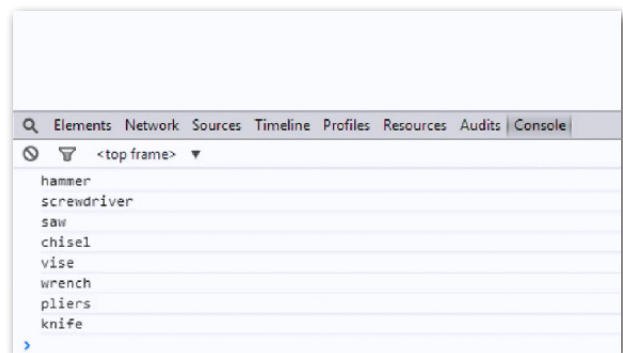 Elements Network Sources Timeline Profiles Resources Audits Console
<top frame> ▼
hammer
screwdriver
saw
chisel
vise
wrench
pliers
knife